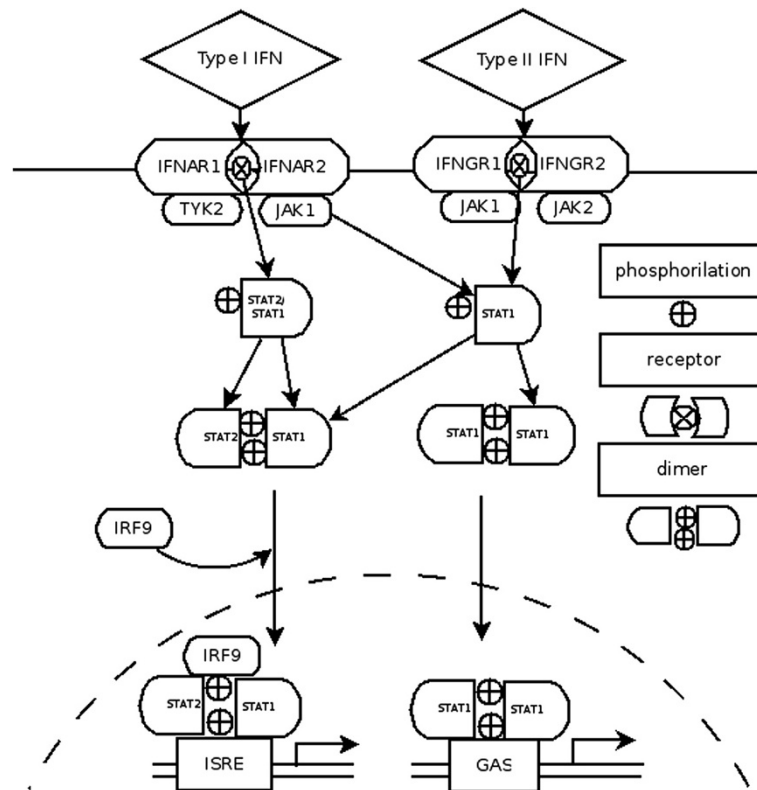 Type I IFN
Type II IFN
IFNAR1
IFNAR2
IFNGR1
IFNGR2
TYK2
JAK1
JAK1
JAK2
phosphorilation
STAT2/
STAT1
STAT1
receptor
STAT2
STAT1
STAT1
STAT1
dimer
IRF9
IRF9
STAT2
STAT1
STAT1
STAT1
ISRE
GAS